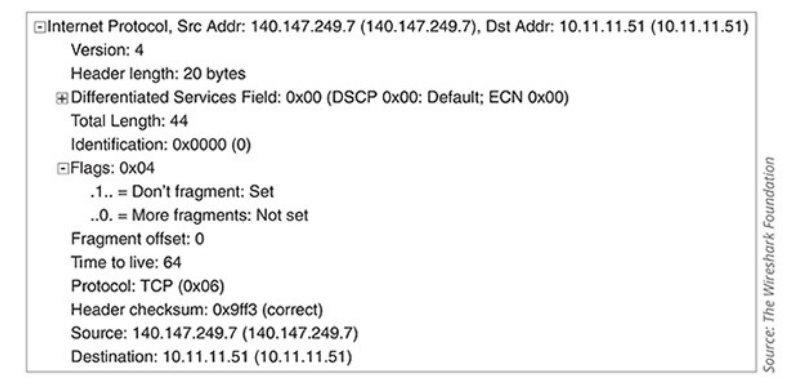 Internet Protocol, Src Addr: 140.147.249.7 (140.147.249.7), Dst Addr: 10.11.11.51 (10.11.11.51)
Version: 4
Header length: 20 bytes
Differentiated Services Field: 0x00 (DSCP 0x00: Default; ECN 0x00)
Total Length: 44
Identification: 0x0000 (0)
Flags: 0x04
.1.. = Don't fragment: Set
..0. = More fragments: Not set
Fragment offset: 0
Time to live: 64
Protocol: TCP (0x06)
Header checksum: 0x9ff3 (correct)
Source: 140.147.249.7 (140.147.249.7)
Destination: 10.11.11.51 (10.11.11.51)
Source: The Wireshark Foundation